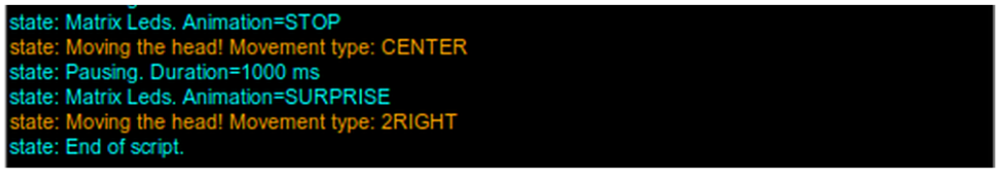 state: Matrix Leds. Animation=STOP
state: Moving the head! Movement type: CENTER
state: Pausing. Duration=1000 ms
state: Matrix Leds. Animation=SURPRISE
state: Moving the head! Movement type: 2RIGHT
state: End of script.